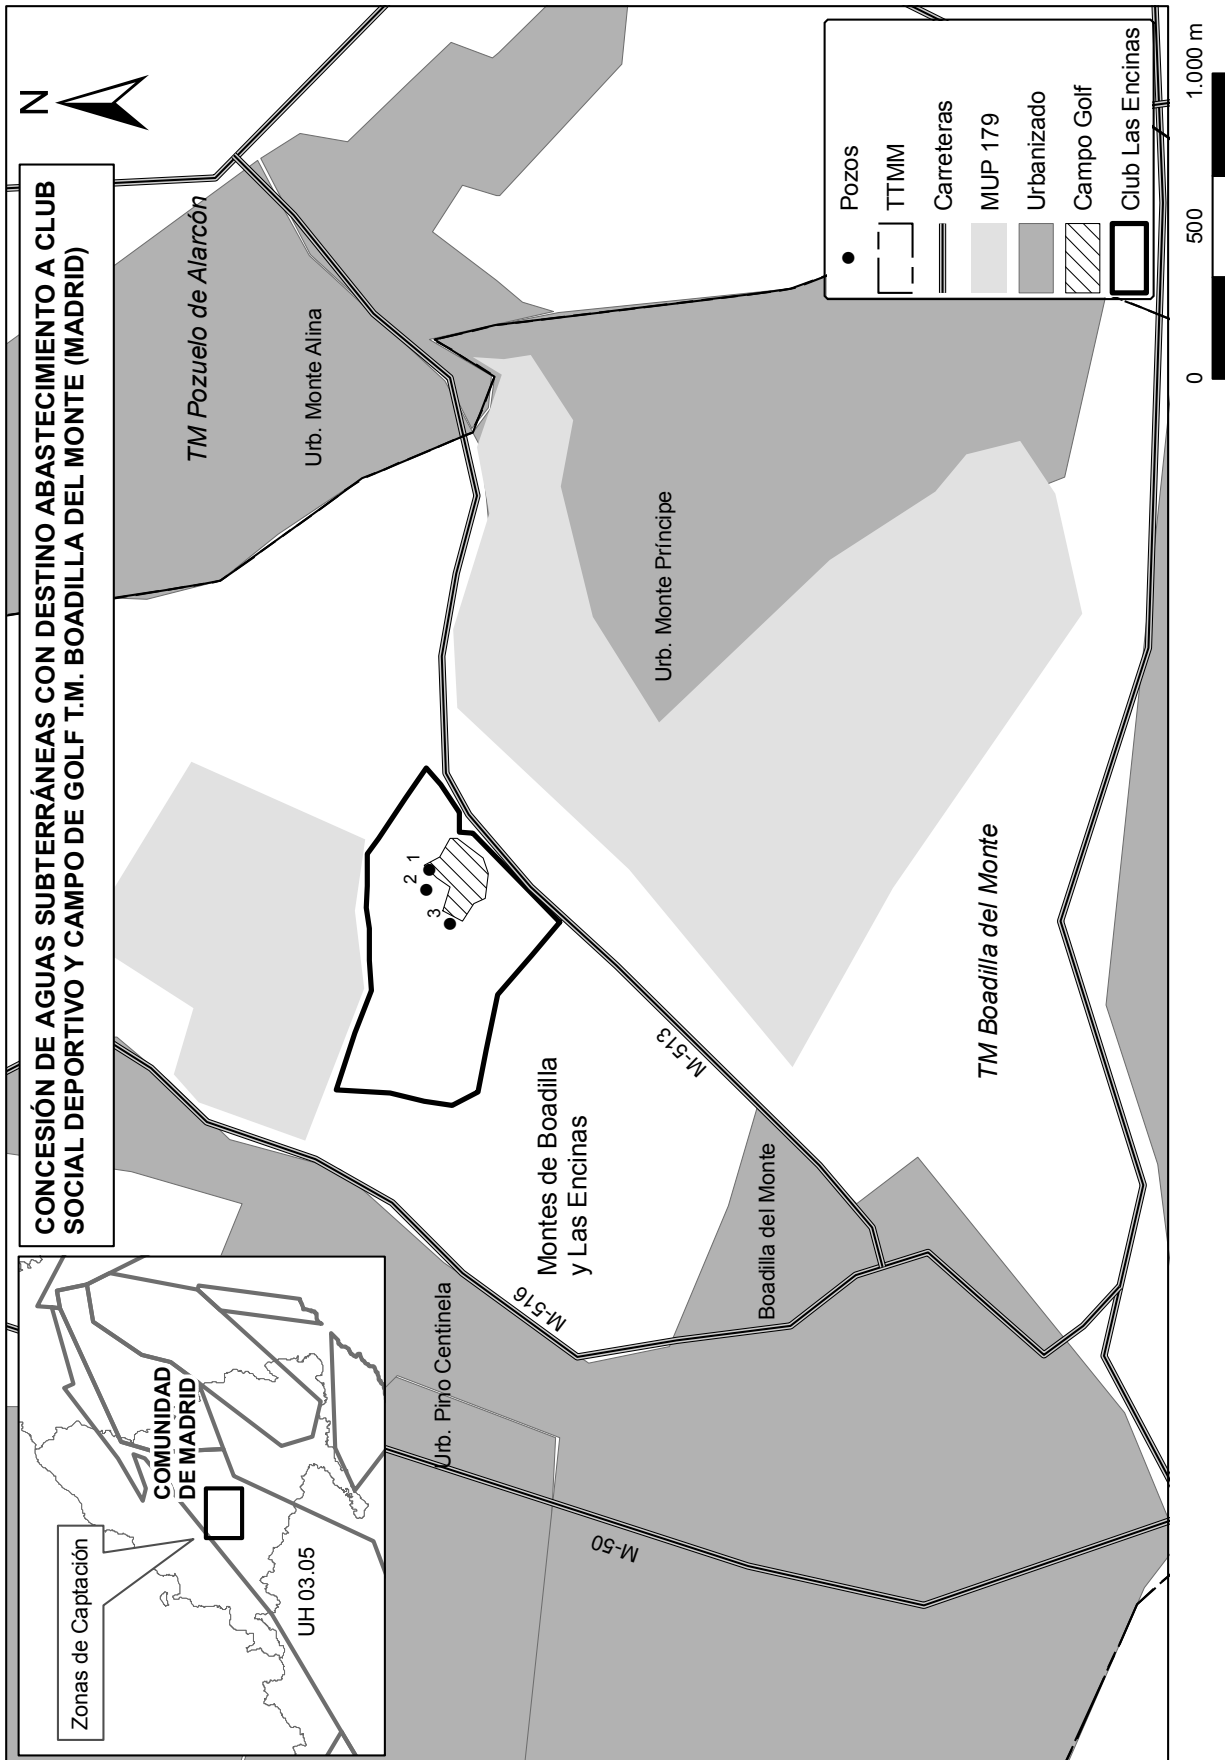 CONCESIÓN DE AGUAS SUBTERRÁNEAS CON DESTINO ABASTECIMIENTO A CLUB
SOCIAL DEPORTIVO Y CAMPO DE GOLF T.M. BOADILLA DEL MONTE (MADRID)
N
Zonas de Captación
COMUNIDAD
DE MADRID
UH 03.05
TM Pozuelo de Alarcón
Urb. Monte Alina
1
2
3
Urb. Pino Centinela
M-516
Montes de Boadilla
y Las Encinas
M-513
Urb. Monte Príncipe
M-50
Boadilla del Monte
TM Boadilla del Monte
Pozos
TTMM
Carreteras
MUP 179
Urbanizado
Campo Golf
Club Las Encinas
0
500
1.000 m